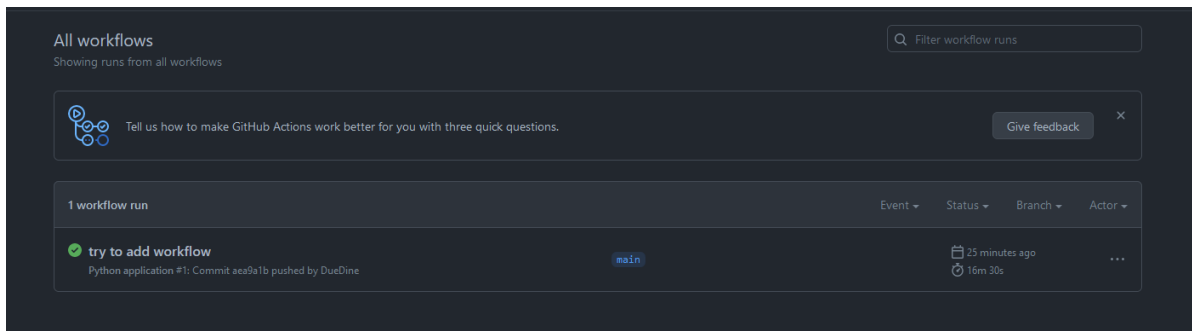 All workflows
Filter workflow runs
Showing runs from all workflows
Tell us how to make GitHub Actions work better for you with three quick questions.
Give feedback
1 workflow run
Event
Status
Branch
Actor
try to add workflow
main
25 minutes ago
Python application #1: Commit aea9a1b pushed by DueDine
16m 30s